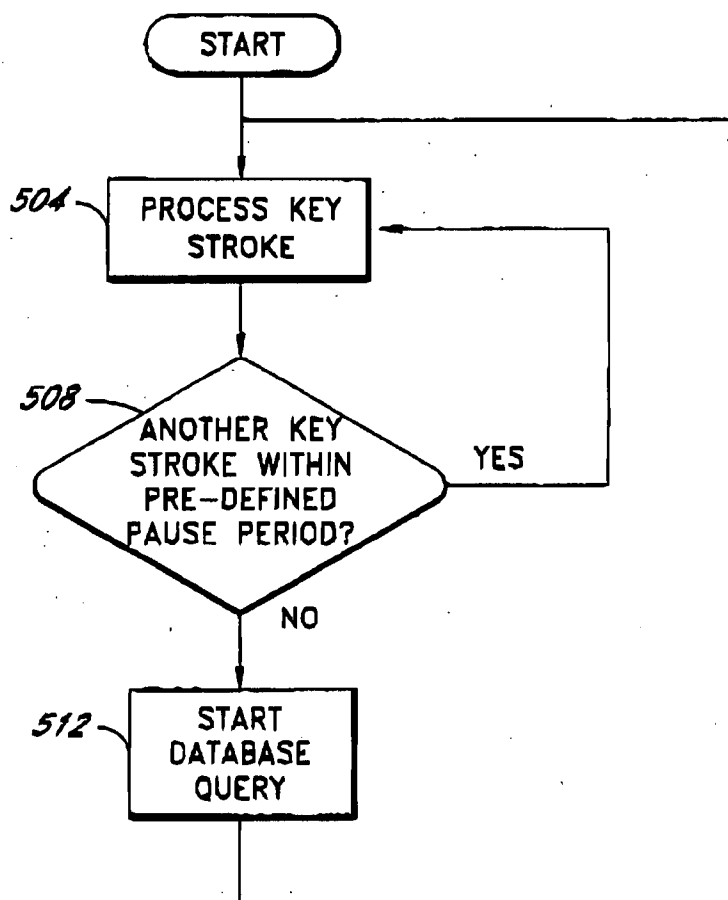 START
504
PROCESS KEY
STROKE
508
ANOTHER KEY
STROKE WITHIN
PRE-DEFINED
PAUSE PERIOD?
YES
NO
512
START
DATABASE
QUERY